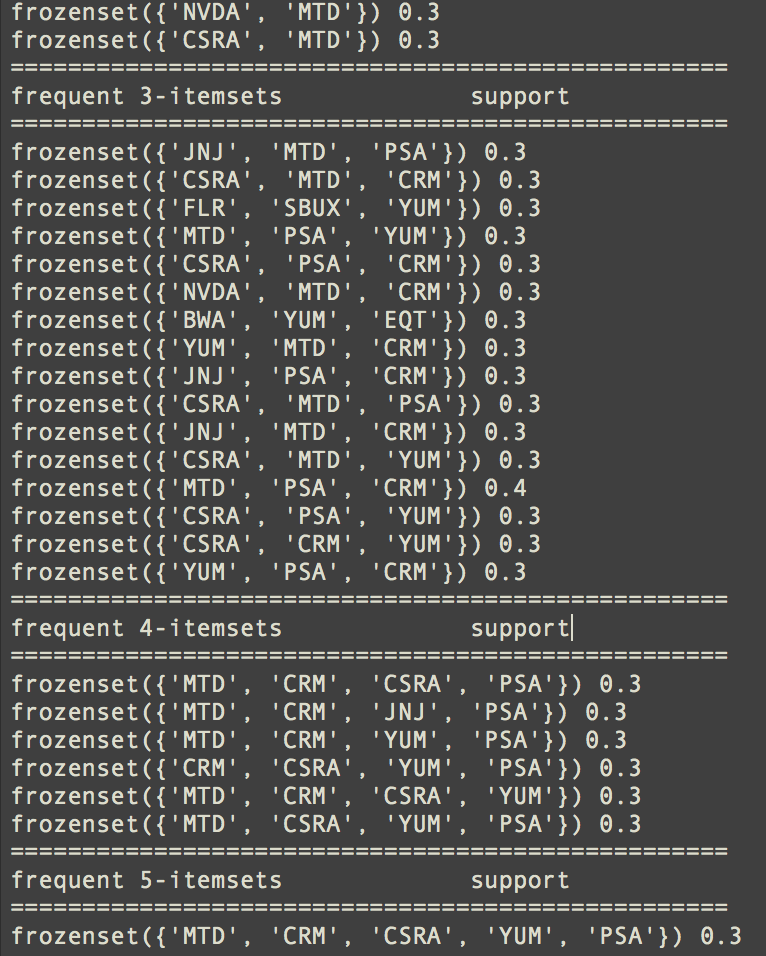 frozenset({'NVDA', 'MTD'}) 0.3
frozenset({'CSRA', 'MTD'}) 0.3
==================================================
frequent 3-itemsets             support
==================================================
frozenset({'JNJ', 'MTD', 'PSA'}) 0.3
frozenset({'CSRA', 'MTD', 'CRM'}) 0.3
frozenset({'FLR', 'SBUX', 'YUM'}) 0.3
frozenset({'MTD', 'PSA', 'YUM'}) 0.3
frozenset({'CSRA', 'PSA', 'CRM'}) 0.3
frozenset({'NVDA', 'MTD', 'CRM'}) 0.3
frozenset({'BWA', 'YUM', 'EQT'}) 0.3
frozenset({'YUM', 'MTD', 'CRM'}) 0.3
frozenset({'JNJ', 'PSA', 'CRM'}) 0.3
frozenset({'CSRA', 'MTD', 'PSA'}) 0.3
frozenset({'JNJ', 'MTD', 'CRM'}) 0.3
frozenset({'CSRA', 'MTD', 'YUM'}) 0.3
frozenset({'MTD', 'PSA', 'CRM'}) 0.4
frozenset({'CSRA', 'PSA', 'YUM'}) 0.3
frozenset({'CSRA', 'CRM', 'YUM'}) 0.3
frozenset({'YUM', 'PSA', 'CRM'}) 0.3
==================================================
frequent 4-itemsets             support
==================================================
frozenset({'MTD', 'CRM', 'CSRA', 'PSA'}) 0.3
frozenset({'MTD', 'CRM', 'JNJ', 'PSA'}) 0.3
frozenset({'MTD', 'CRM', 'YUM', 'PSA'}) 0.3
frozenset({'CRM', 'CSRA', 'YUM', 'PSA'}) 0.3
frozenset({'MTD', 'CRM', 'CSRA', 'YUM'}) 0.3
frozenset({'MTD', 'CSRA', 'YUM', 'PSA'}) 0.3
==================================================
frequent 5-itemsets             support
==================================================
frozenset({'MTD', 'CRM', 'CSRA', 'YUM', 'PSA'}) 0.3